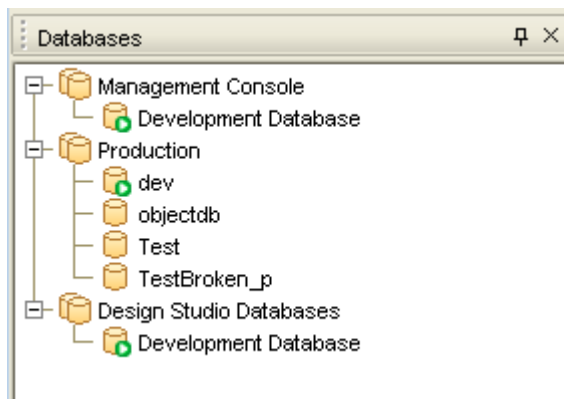 Databases
Management Console
Development Database
Production
dev
objectdb
Test
TestBroken_p
Design Studio Databases
Development Database